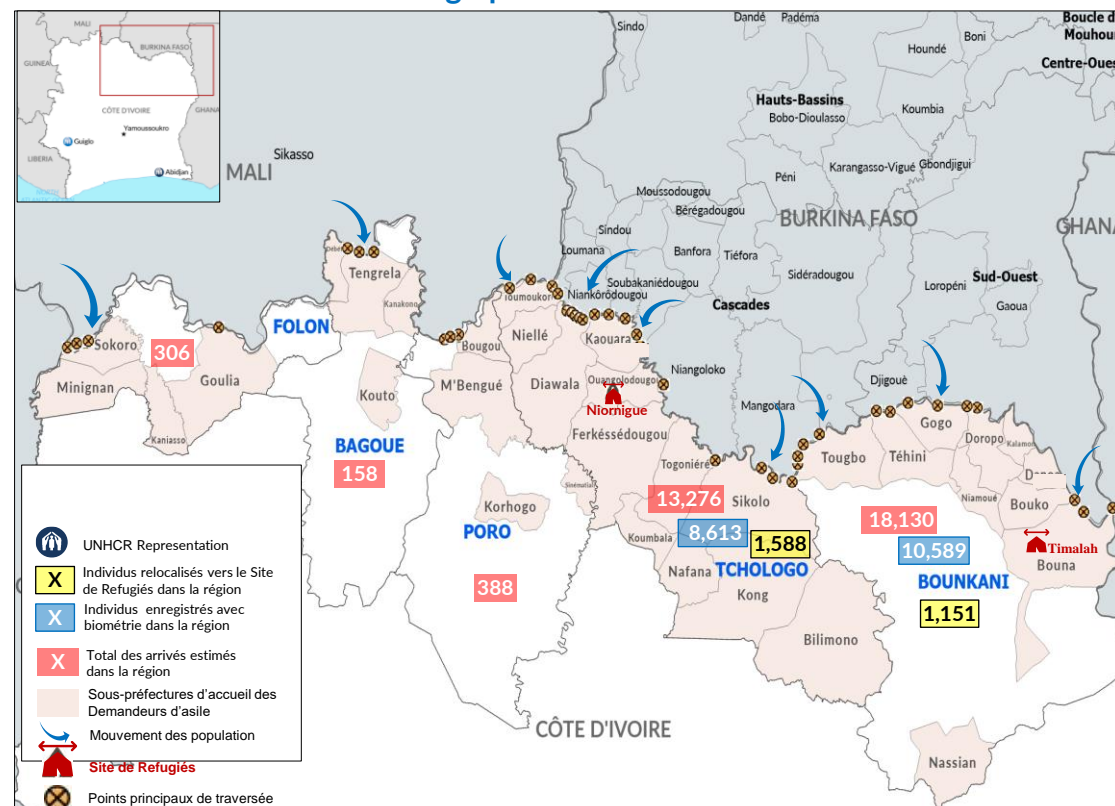 MALI
BURKINA FASO
GUINEA
CÔTE D'IVOIRE
GHANA
Yamoussoukro
Guiglo
LIBERIA
Abidjan
Sindo
Dandé
Padéma
Boucle d
Mouhour
Houndé
Boni
Centre-Oues
Hauts-Bassins
Bobo-Dioulasso
Koumbia
Sikasso
MALI
Karangasso-Vigué
Gbondjigui
Péni
Moussodougou
Bérégadougou
BURKINA FASO
GHANA
Sindou
Loumana
Banfora
Tiéfora
Sidéradougou
Soubakaniédougou
Niankôrôdougou
Loropéni
Sud-Ouest
Gaoua
Cascades
Tengrela
Kanakono
Toumoukor
FOLON
Sokoro
306
Goulia
Minignan
Kaniasso
Bougou
Niellé
Kaouara
M'Bengué
Diawala
Ouangolodougou
Niangoloko
Niornigue
Kouto
Djigouè
Mangodara
BAGOUE
158
Ferkéssédougou
Gogo
Doropo
Kalamon
Tougbo
Téhini
Togoniéré
Korhogo
PORO
388
13,276
Sikolo
Niamoué
Bouko
18,130
8,613
1,588
Koumbala
10,589
Timalah
Bouna
Nafana
TCHOLOGO
Kong
BOUNKANI
1,151
Bilimono
CÔTE D'IVOIRE
Nassian
UNHCR Representation
X
Individus relocalisés vers le Site
de Refugiés dans la région
X
Individus enregistrés avec
biométrie dans la région
X
Total des arrivés estimés
dans la région
Sous-préfectures d'accueil des
Demandeurs d'asile
Mouvement des population
Site de Refugiés
Points principaux de traversée